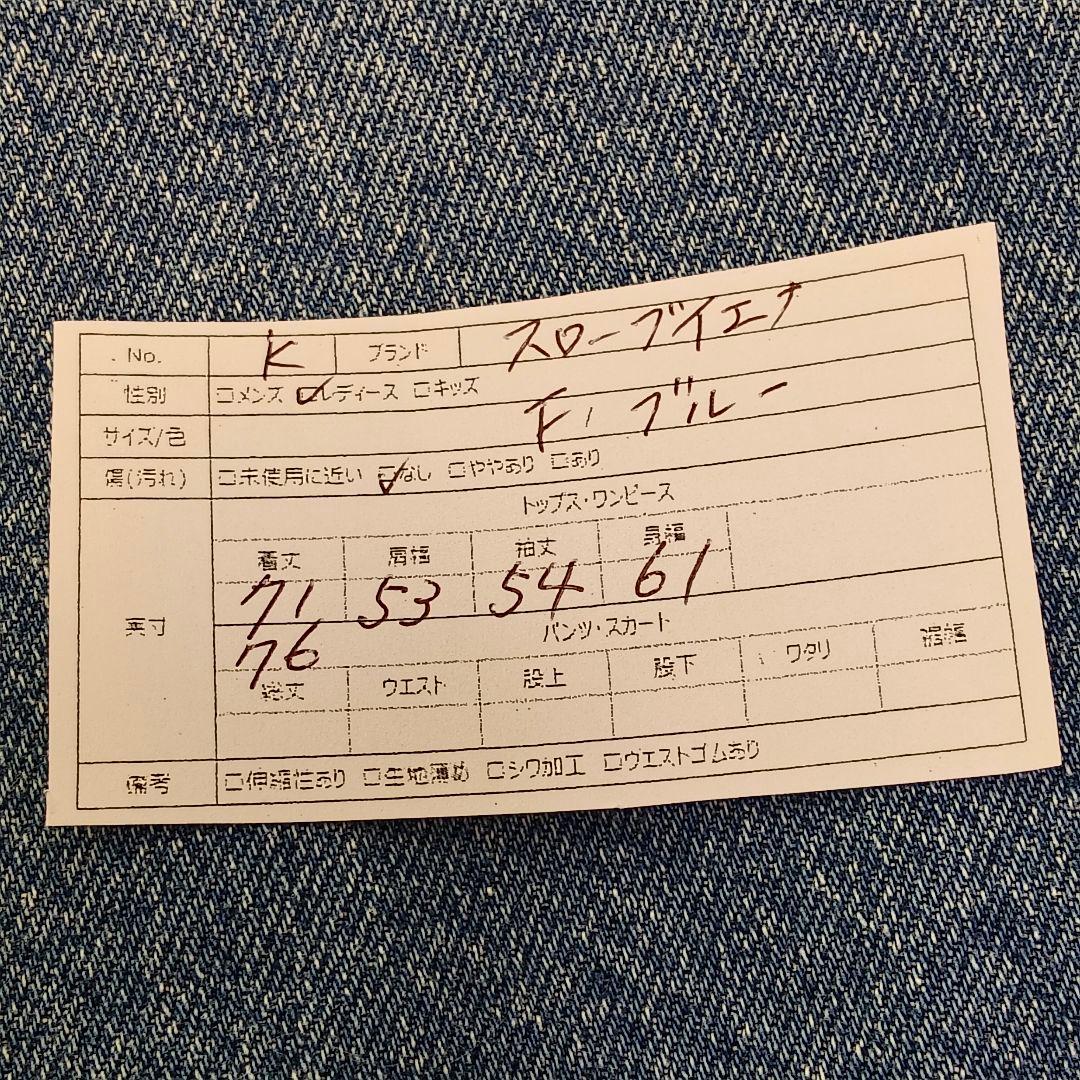 No. K ブランド スローブイエナ
性別 □メンズ ☑レディース □キッズ
サイズ/色 F, ブルー
傷(汚れ) □未使用に近い ☑なし □ややあり □あり
トップス・ワンピース
着丈 肩幅 袖丈 身幅
71 53 54 61
実寸
76
パンツ・スカート
総丈 ウエスト 股上 股下 ワタリ 裾幅
備考 □伸縮性あり □生地薄め □シワ加工 □ウエストゴムあり